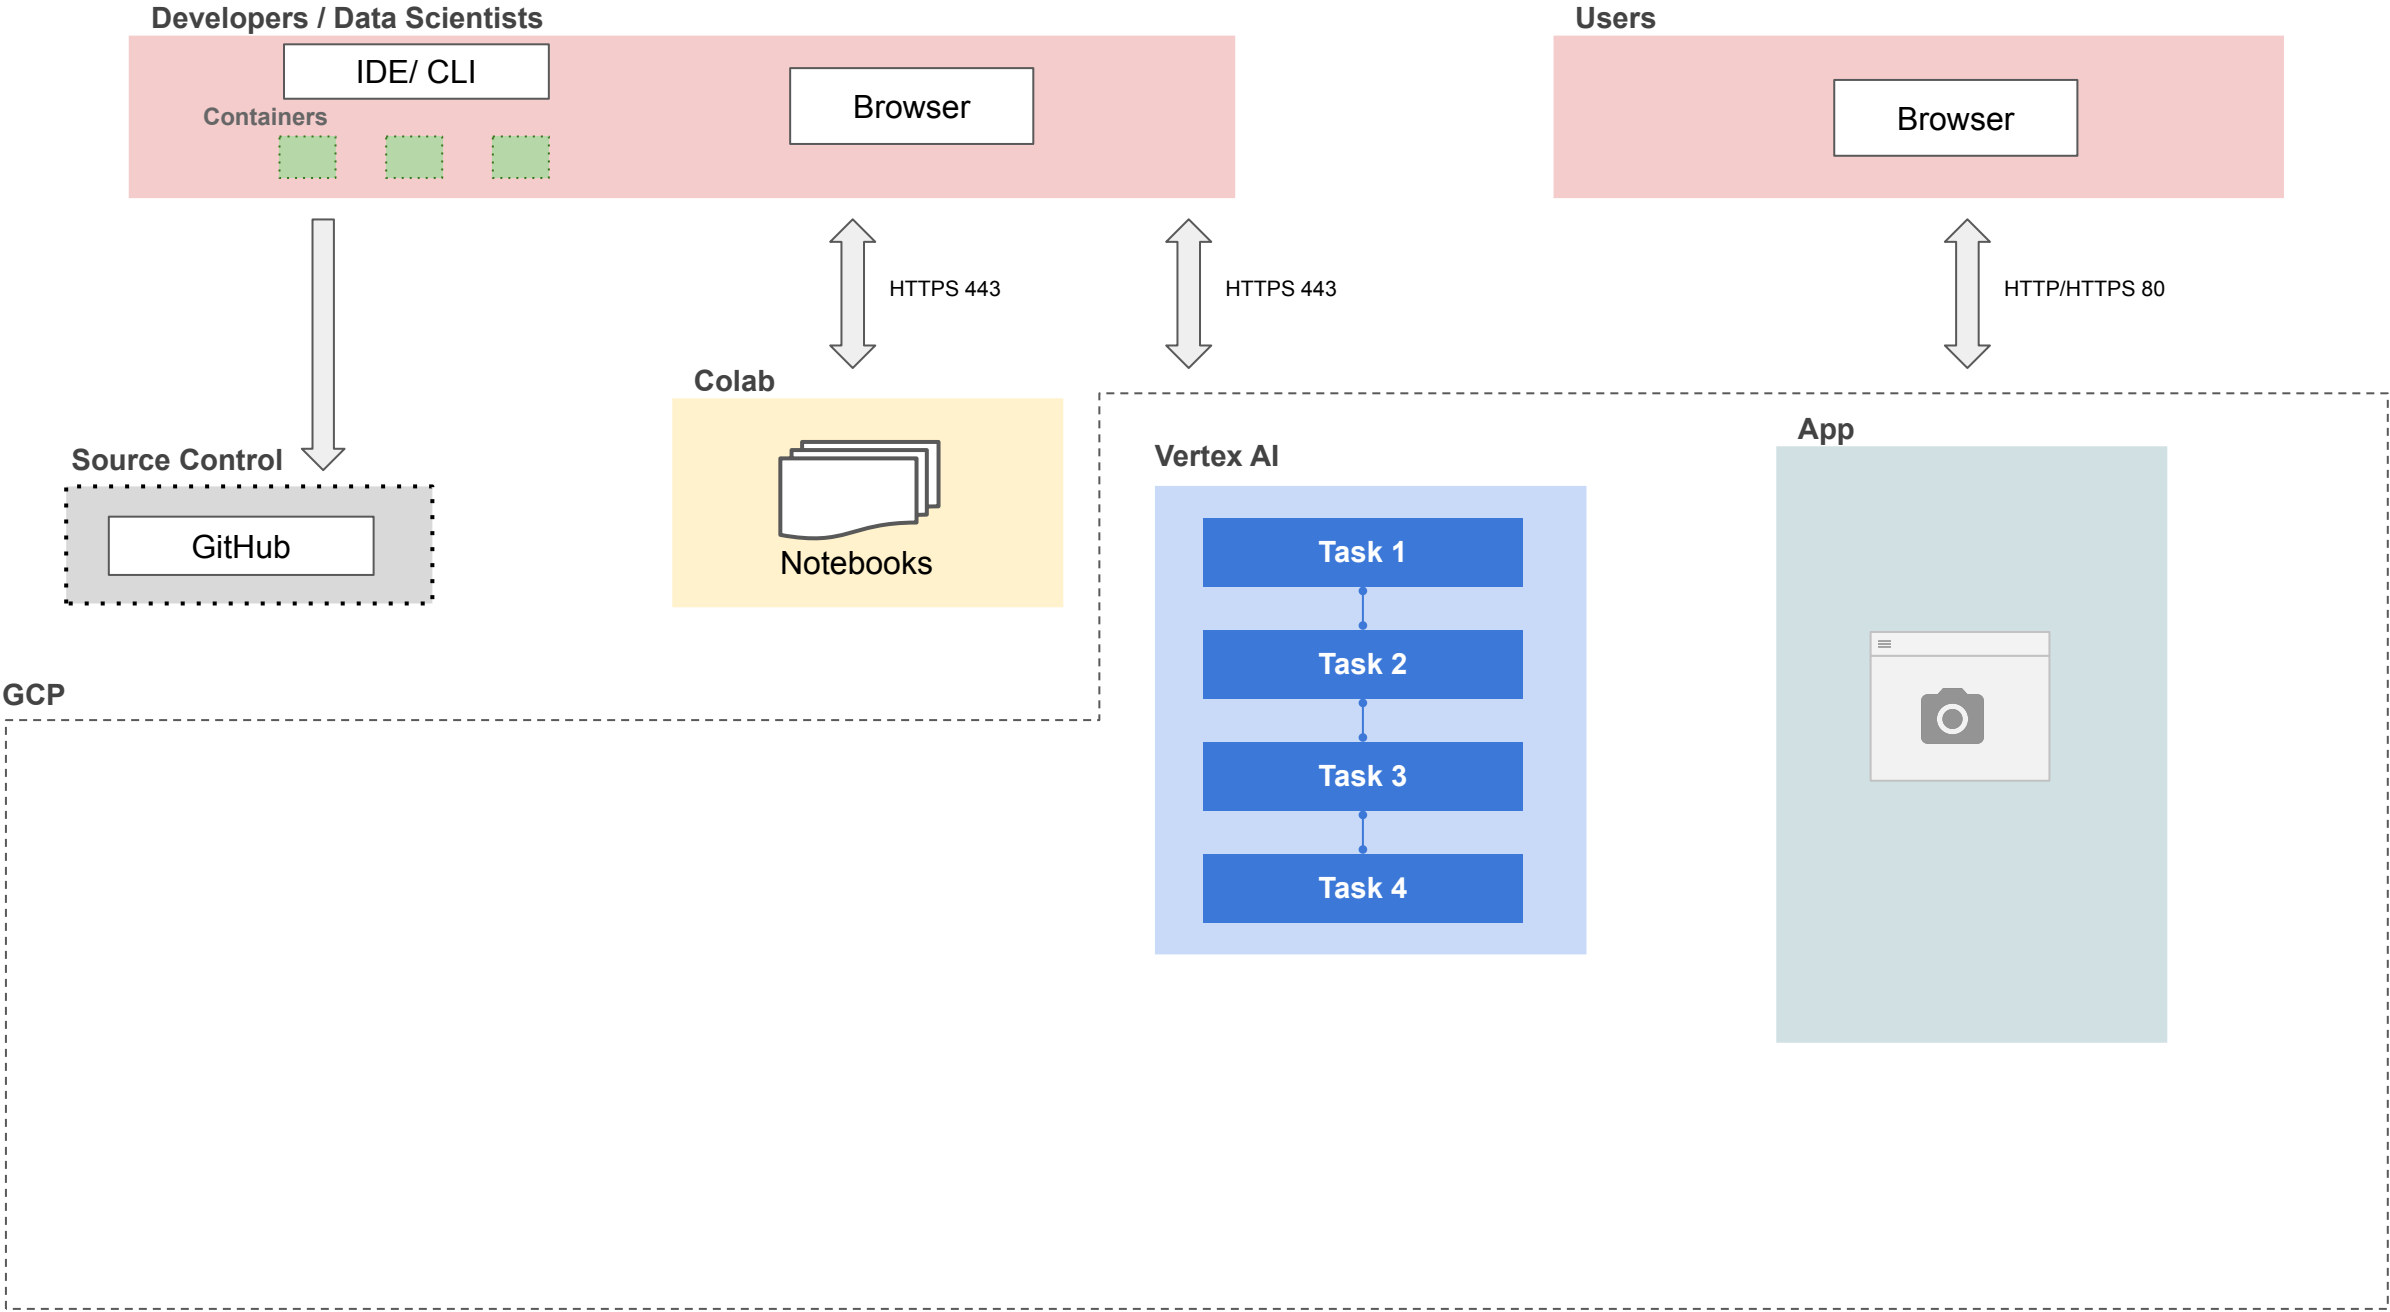 Developers / Data Scientists
Users
IDE/ CLI
Containers
Browser
Browser
HTTPS 443
HTTPS 443
HTTP/HTTPS 80
Colab
Notebooks
Source Control
GitHub
GCP
Vertex AI
Task 1
Task 2
Task 3
Task 4
App